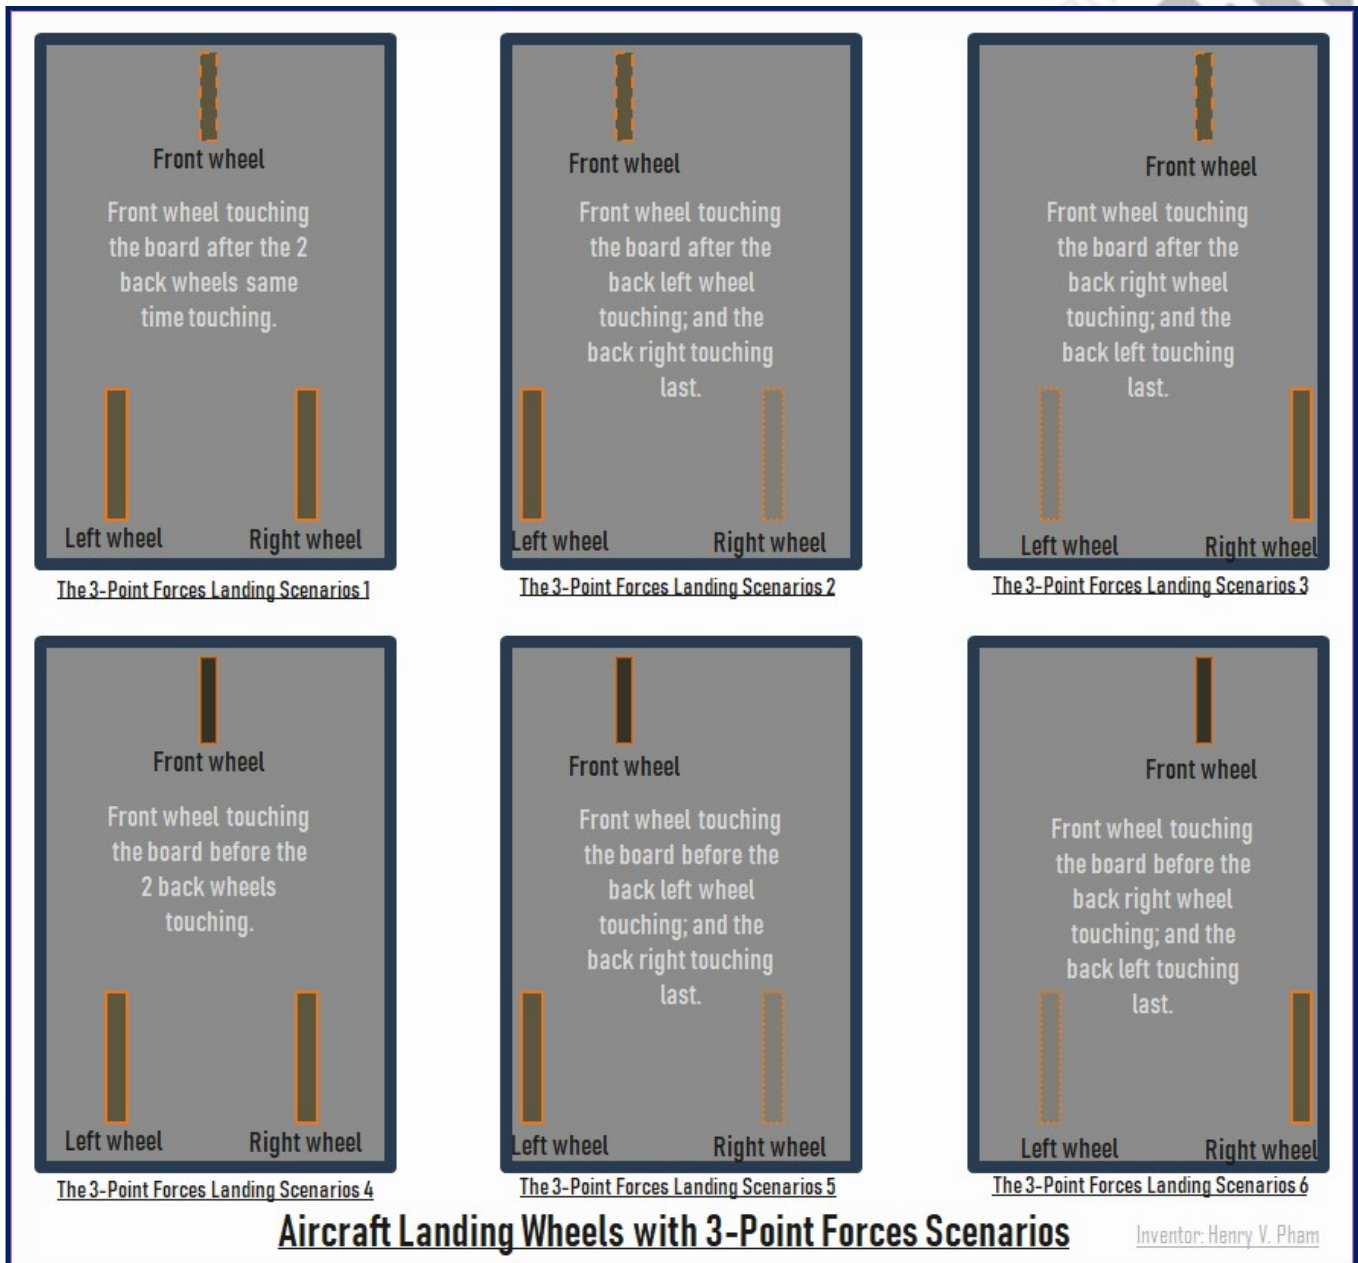 Front wheel
Front wheel touching
the board after the 2
back wheels same
time touching.
Left wheel
Right wheel
The 3-Point Forces Landing Scenarios 1
Front wheel
Front wheel touching
the board after the
back left wheel
touching; and the
back right touching
last.
Left wheel
Right wheel
The 3-Point Forces Landing Scenarios 2
Front wheel
Front wheel touching
the board after the
back right wheel
touching; and the
back left touching
last.
Left wheel
Right wheel
The 3-Point Forces Landing Scenarios 3
Front wheel
Front wheel touching
the board before the
2 back wheels
touching.
Left wheel
Right wheel
The 3-Point Forces Landing Scenarios 4
Front wheel
Front wheel touching
the board before the
back left wheel
touching; and the
back right touching
last.
Left wheel
Right wheel
The 3-Point Forces Landing Scenarios 5
Front wheel
Front wheel touching
the board before the
back right wheel
touching; and the
back left touching
last.
Left wheel
Right wheel
The 3-Point Forces Landing Scenarios 6
Aircraft Landing Wheels with 3-Point Forces Scenarios
Inventor: Henry V. Pham